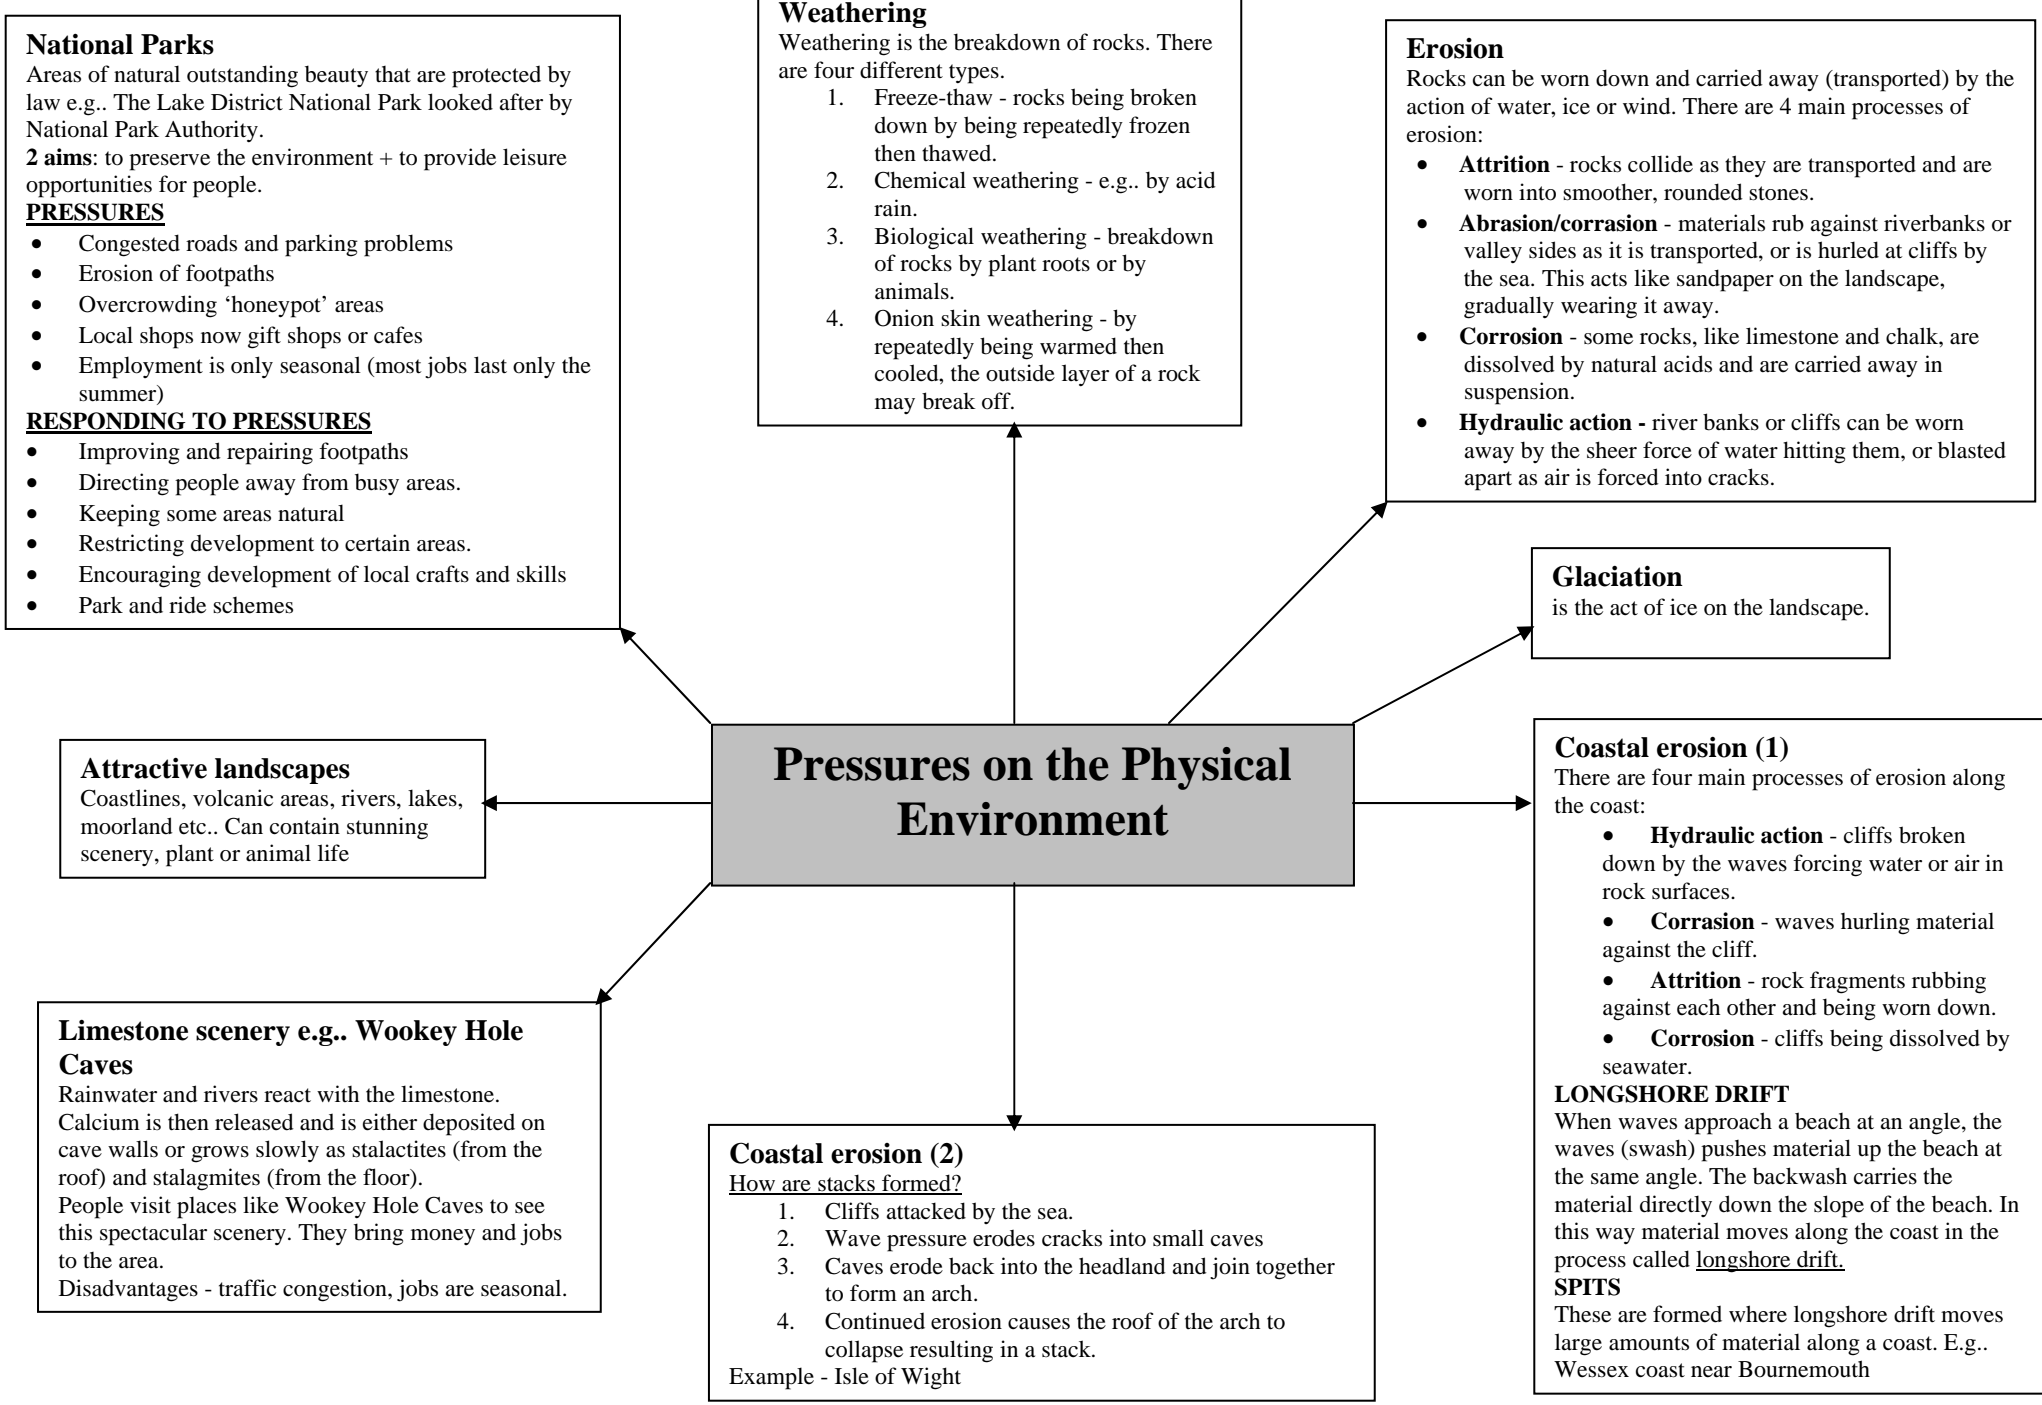 National Parks
Areas of natural outstanding beauty that are protected by
law e.g.. The Lake District National Park looked after by
National Park Authority.
2 aims: to preserve the environment + to provide leisure
opportunities for people.
PRESSURES
• Congested roads and parking problems
• Erosion of footpaths
• Overcrowding ‘honeypot’ areas
• Local shops now gift shops or cafes
• Employment is only seasonal (most jobs last only the
summer)
RESPONDING TO PRESSURES
• Improving and repairing footpaths
• Directing people away from busy areas.
• Keeping some areas natural
• Restricting development to certain areas.
• Encouraging development of local crafts and skills
• Park and ride schemes
Weathering
Weathering is the breakdown of rocks. There
are four different types.
1. Freeze-thaw - rocks being broken
down by being repeatedly frozen
then thawed.
2. Chemical weathering - e.g.. by acid
rain.
3. Biological weathering - breakdown
of rocks by plant roots or by
animals.
4. Onion skin weathering - by
repeatedly being warmed then
cooled, the outside layer of a rock
may break off.
Erosion
Rocks can be worn down and carried away (transported) by the
action of water, ice or wind. There are 4 main processes of
erosion:
• Attrition - rocks collide as they are transported and are
worn into smoother, rounded stones.
• Abrasion/corrasion - materials rub against riverbanks or
valley sides as it is transported, or is hurled at cliffs by
the sea. This acts like sandpaper on the landscape,
gradually wearing it away.
• Corrosion - some rocks, like limestone and chalk, are
dissolved by natural acids and are carried away in
suspension.
• Hydraulic action - river banks or cliffs can be worn
away by the sheer force of water hitting them, or blasted
apart as air is forced into cracks.
Glaciation
is the act of ice on the landscape.
Pressures on the Physical
Environment
Attractive landscapes
Coastlines, volcanic areas, rivers, lakes,
moorland etc.. Can contain stunning
scenery, plant or animal life
Coastal erosion (1)
There are four main processes of erosion along
the coast:
• Hydraulic action - cliffs broken
down by the waves forcing water or air in
rock surfaces.
• Corrasion - waves hurling material
against the cliff.
• Attrition - rock fragments rubbing
against each other and being worn down.
• Corrosion - cliffs being dissolved by
seawater.
LONGSHORE DRIFT
When waves approach a beach at an angle, the
waves (swash) pushes material up the beach at
the same angle. The backwash carries the
material directly down the slope of the beach. In
this way material moves along the coast in the
process called longshore drift.
SPITS
These are formed where longshore drift moves
large amounts of material along a coast. E.g..
Wessex coast near Bournemouth
Limestone scenery e.g.. Wookey Hole
Caves
Rainwater and rivers react with the limestone.
Calcium is then released and is either deposited on
cave walls or grows slowly as stalactites (from the
roof) and stalagmites (from the floor).
People visit places like Wookey Hole Caves to see
this spectacular scenery. They bring money and jobs
to the area.
Disadvantages - traffic congestion, jobs are seasonal.
Coastal erosion (2)
How are stacks formed?
1. Cliffs attacked by the sea.
2. Wave pressure erodes cracks into small caves
3. Caves erode back into the headland and join together
to form an arch.
4. Continued erosion causes the roof of the arch to
collapse resulting in a stack.
Example - Isle of Wight